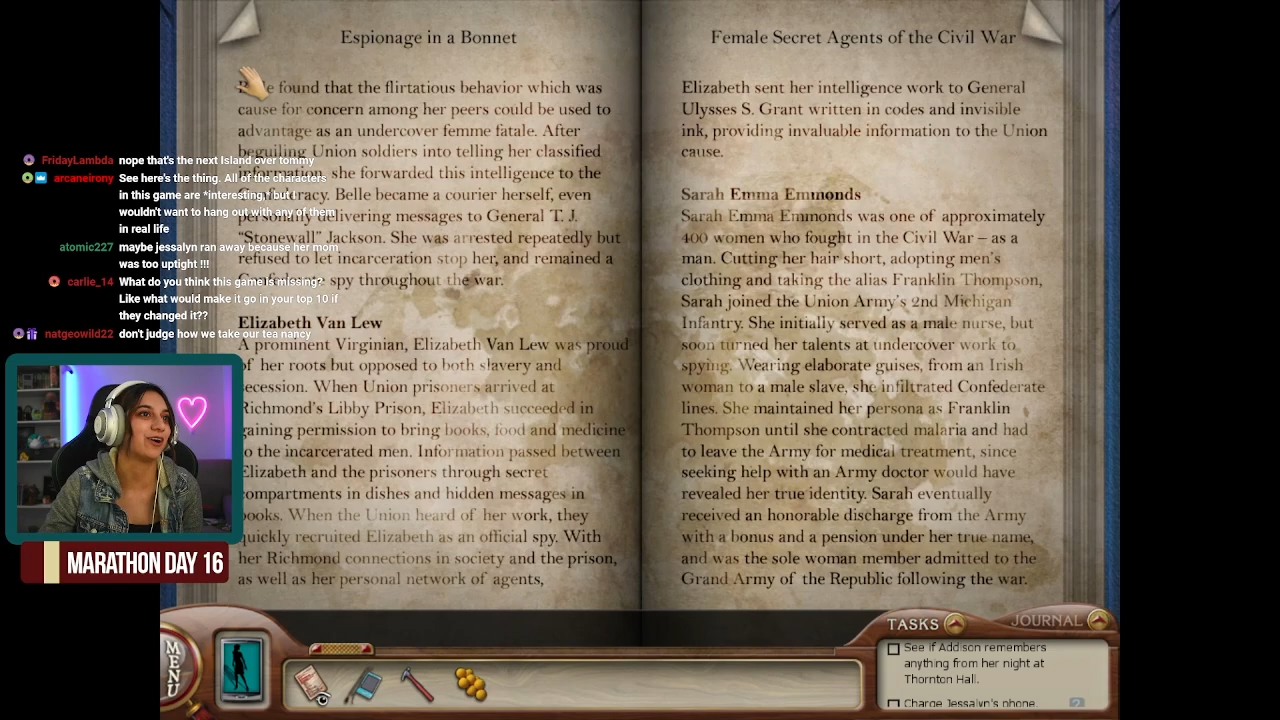 Espionage in a Bonnet
found that the flirtatious behavior which was
cause for concern among her peers could be used to
advantage as an undercover femme fatale. After
beguiling Union soldiers into telling her classified
she forwarded this intelligence to the
Belle became a courier herself, even
personally delivering messages to General T. J.
"Stonewall" Jackson. She was arrested repeatedly but
refused to let incarceration stop her, and remained a
Confederate spy throughout the war.
Elizabeth Van Lew
A prominent Virginian, Elizabeth Van Lew was proud
of her roots but opposed to both slavery and
secession. When Union prisoners arrived at
Richmond's Libby Prison, Elizabeth succeeded in
gaining permission to bring books, food and medicine
to the incarcerated men. Information passed between
Elizabeth and the prisoners through secret
compartments in dishes and hidden messages in
books. When the Union heard of her work, they
quickly recruited Elizabeth as an official spy. With
her Richmond connections in society and the prison,
as well as her personal network of agents,
Female Secret Agents of the Civil War
Elizabeth sent her intelligence work to General
Ulysses S. Grant written in codes and invisible
ink, providing invaluable information to the Union
cause.
Sarah Emma Emmonds
Sarah Emma Emmonds was one of approximately
400 women who fought in the Civil War – as a
man. Cutting her hair short, adopting men's
clothing and taking the alias Franklin Thompson,
Sarah joined the Union Army's 2nd Michigan
Infantry. She initially served as a male nurse, but
soon turned her talents at undercover work to
spying. Wearing elaborate guises, from an Irish
woman to a male slave, she infiltrated Confederate
lines. She maintained her persona as Franklin
Thompson until she contracted malaria and had
to leave the Army for medical treatment, since
seeking help with an Army doctor would have
revealed her true identity. Sarah eventually
received an honorable discharge from the Army
with a bonus and a pension under her true name,
and was the sole woman member admitted to the
Grand Army of the Republic following the war.
FridayLambda nope that's the next Island over tommy
arcaneirony See here's the thing. All of the characters
in this game are *interesting,* but I
wouldn't want to hang out with any of them
in real life
atomic227 maybe jessalyn ran away because her mom
was too uptight !!!
carlie_14 What do you think this game is missing?
Like what would make it go in your top 10 if
they changed it??
natgeowild22 don't judge how we take our tea nancy
MARATHON DAY 16
MENU
TASKS
JOURNAL
See if Addison remembers
anything from her night at
Thornton Hall.
Charge Jessalyn's phone.
?